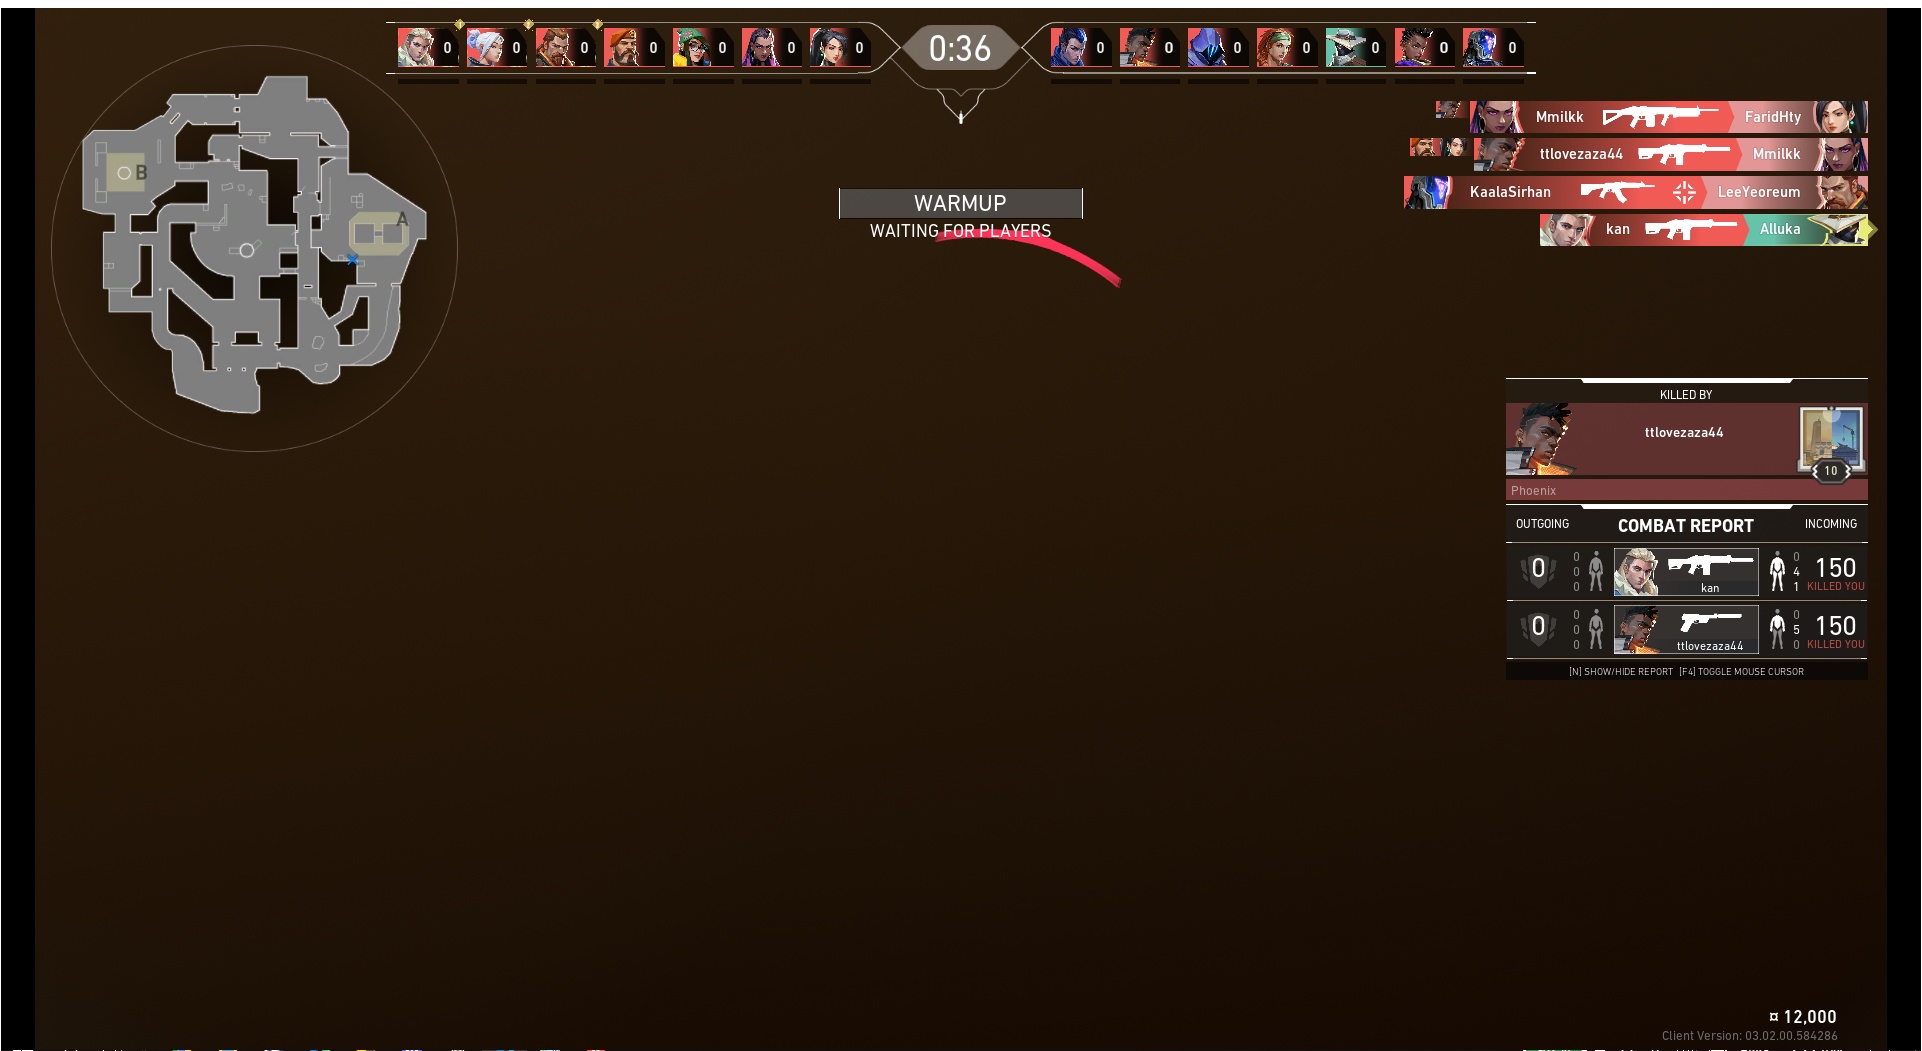 0 0 0 0 0 0 0 0:36 0 0 0 0 0 0 0
Mmilkk FaridHty
ttlovezaza44 Mmilkk
KaalaSirhan LeeYeoreum
kan Alluka
B
A
WARMUP
WAITING FOR PLAYERS
KILLED BY
ttlovezaza44
10
Phoenix
OUTGOING COMBAT REPORT INCOMING
0 0 0 0 kan 0 4 1 150 KILLED YOU
0 0 0 0 ttlovezaza44 0 5 0 150 KILLED YOU
[N] SHOW/HIDE REPORT [F4] TOGGLE MOUSE CURSOR
¤ 12,000
Client Version: 03.02.00.584286